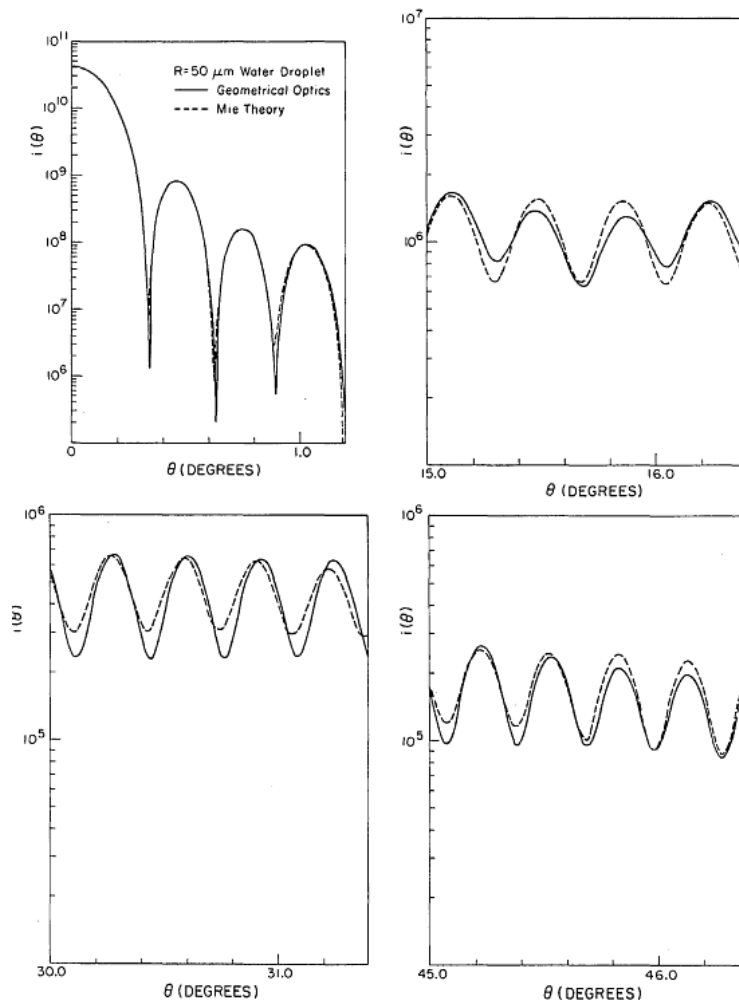 10¹¹
R=50 µm Water Droplet
Geometrical Optics
Mie Theory
10¹⁰
i(θ)
10⁹
10⁸
10⁷
10⁶
0
1.0
θ (DEGREES)
10⁷
i(θ)
10⁶
10⁵
15.0
16.0
θ (DEGREES)
10⁶
i(θ)
10⁵
30.0
31.0
θ (DEGREES)
10⁶
i(θ)
10⁵
45.0
46.0
θ (DEGREES)